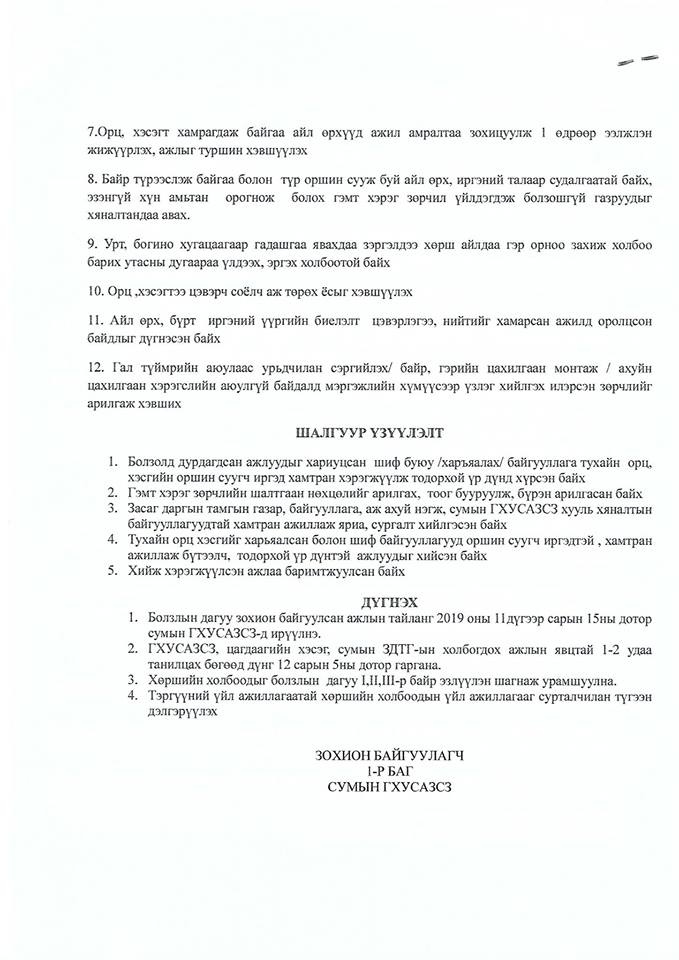 7.Орц, хэсэгт хамрагдаж байгаа айл өрхүүд ажил амралтаа зохицуулж 1 өдрөөр ээлжлэн
жижүүрлэх, ажлыг туршин хэвшүүлэх
8. Байр түрээслэж байгаа болон түр оршин сууж буй айл өрх, иргэний талаар судалгаатай байх,
эзэнгүй хүн амьтан орогнож болох гэмт хэрэг зөрчил үйлдэгдэж болзошгүй газруудыг
хяналтандаа авах.
9. Урт, богино хугацаагаар гадашгаа явахдаа зэргэлдээ хөрш айлдаа гэр орноо захиж холбоо
барих утасны дугаараа үлдээх, эргэх холбоотой байх
10. Орц ,хэсэгтээ цэвэрч соёлч аж төрөх ёсыг хэвшүүлэх
11. Айл өрх, бүрт иргэний үүргийн биелэлт цэвэрлэгээ, нийтийг хамарсан ажилд оролцсон
байдлыг дүгнэсэн байх
12. Гал түймрийн аюулаас урьдчилан сэргийлэх/ байр, гэрийн цахилгаан монтаж / ахуйн
цахилгаан хэрэгслийн аюулгүй байдалд мэргэжлийн хүмүүсээр үзлэг хийлгэх илэрсэн зөрчлийг
арилгаж хэвших
ШАЛГУУР ҮЗҮҮЛЭЛТ
1. Болзолд дурдагдсан ажлуудыг хариуцсан шиф буюу /харъяалах/ байгууллага тухайн орц,
хэсгийн оршин суугч иргэд хамтран хэрэгжүүлж тодорхой үр дүнд хүрсэн байх
2. Гэмт хэрэг зөрчлийн шалтгаан нөхцөлийг арилгах, тоог бууруулж, бүрэн арилгасан байх
3. Засаг даргын тамгын газар, байгууллага, аж ахуй нэгж, сумын ГХУСАЗСЗ хууль хяналтын
байгууллагуудтай хамтран ажиллаж яриа, сургалт хийлгэсэн байх
4. Тухайн орц хэсгийг харьяалсан болон шиф байгууллагууд оршин суугч иргэдтэй , хамтран
ажиллаж бүтээлч, тодорхой үр дүнтэй ажлуудыг хийсэн байх
5. Хийж хэрэгжүүлсэн ажлаа баримтжуулсан байх
ДҮГНЭХ
1. Болзлын дагуу зохион байгуулсан ажлын тайланг 2019 оны 11дүгээр сарын 15ны дотор
сумын ГХУСАЗСЗ-д ирүүлнэ.
2. ГХУСАЗСЗ, цагдаагийн хэсэг, сумын ЗДТГ-ын холбогдох ажлын явцтай 1-2 удаа
танилцах бөгөөд дүнг 12 сарын 5ны дотор гаргана.
3. Хөршийн холбоодыг болзлын дагуу I,II,III-р байр эзлүүлэн шагнаж урамшуулна.
4. Тэргүүний үйл ажиллагаатай хөршийн холбоодын үйл ажиллагааг сурталчилан түгээн
дэлгэрүүлэх
ЗОХИОН БАЙГУУЛАГЧ
1-Р БАГ
СУМЫН ГХУСАЗСЗ